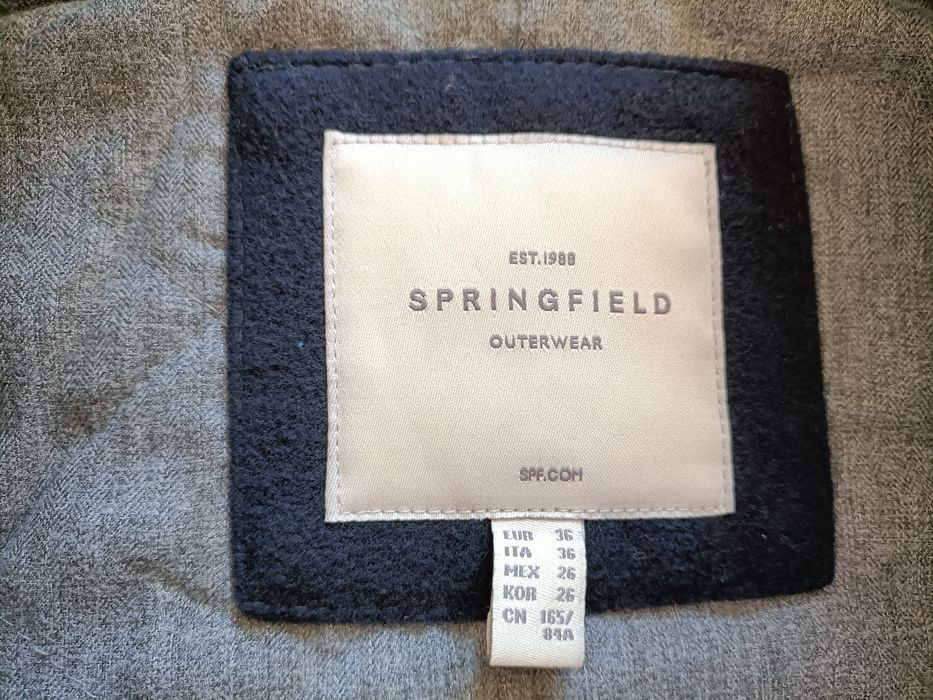 EST.1988
SPRINGFIELD
OUTERWEAR
SPF.COM
EUR 36
ITA 36
MEX 26
KOR 26
CN 165/
84A